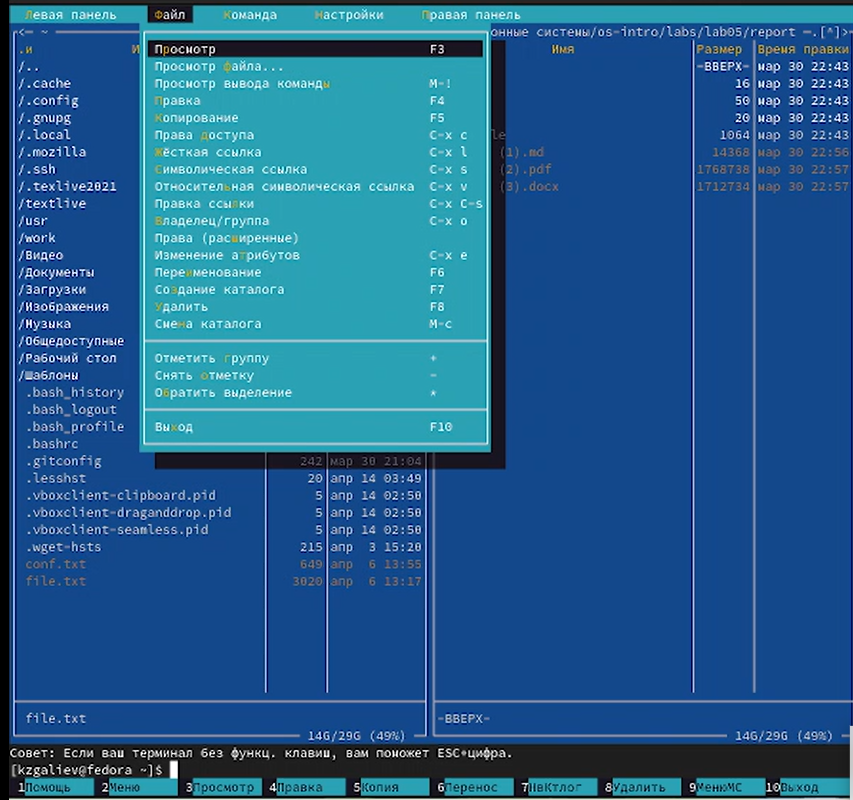 Левая панель Файл Команда Настройки Правая панель
<— ~ онные системы/os-intro/labs/lab05/report —.[^]>
.и И Имя Размер Время правки
Просмотр F3
/.. Просмотр файла... -ВВЕРХ- мар 30 22:43
/.cache Просмотр вывода команды M-! 16 мар 30 22:43
/.config Правка F4 50 мар 30 22:43
/.gnupg Копирование F5 20 мар 30 22:43
/.local Права доступа C-x c le 1064 мар 30 22:43
/.mozilla Жёсткая ссылка C-x l (1).md 14368 мар 30 22:56
/.ssh Символическая ссылка C-x s (2).pdf 1768738 мар 30 22:57
/.texlive2021 Относительная символическая ссылка C-x v (3).docx 1712734 мар 30 22:57
/textlive Правка ссылки C-x C-s
/usr Владелец/группа C-x o
/work Права (расширенные)
/Видео Изменение атрибутов C-x e
/Документы Переименование F6
/Загрузки Создание каталога F7
/Изображения Удалить F8
/Музыка Смена каталога M-c
/Общедоступные
/Рабочий стол Отметить группу +
/Шаблоны Снять отметку -
.bash_history Обратить выделение *
.bash_logout
.bash_profile Выход F10
.bashrc
.gitconfig 242 мар 30 21:04
.lesshst 20 апр 14 03:49
.vboxclient-clipboard.pid 5 апр 14 02:50
.vboxclient-draganddrop.pid 5 апр 14 02:50
.vboxclient-seamless.pid 5 апр 14 02:50
.wget-hsts 215 апр 3 15:20
conf.txt 649 апр 6 13:55
file.txt 3020 апр 6 13:17
file.txt -ВВЕРХ-
14G/29G (49%) 14G/29G (49%)
Совет: Если ваш терминал без функц. клавиш, вам поможет ESC+цифра.
[kzgaliev@fedora ~]$
1Помощь 2Меню 3Просмотр 4Правка 5Копия 6Перенос 7НвКтлог 8Удалить 9МенюMC 10Выход